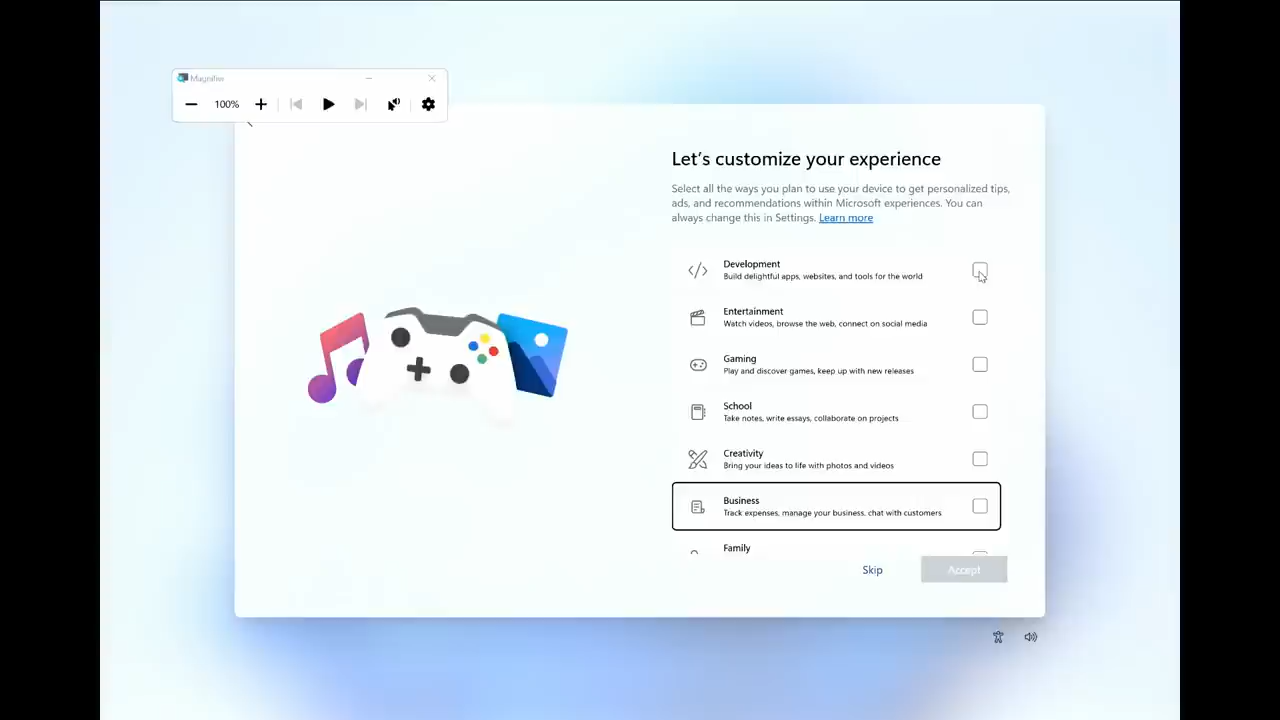 Magnifier
100%
Let's customize your experience
Select all the ways you plan to use your device to get personalized tips,
ads, and recommendations within Microsoft experiences. You can
always change this in Settings. Learn more
Development
Build delightful apps, websites, and tools for the world
Entertainment
Watch videos, browse the web, connect on social media
Gaming
Play and discover games, keep up with new releases
School
Take notes, write essays, collaborate on projects
Creativity
Bring your ideas to life with photos and videos
Business
Track expenses, manage your business, chat with customers
Family
Skip
Accept